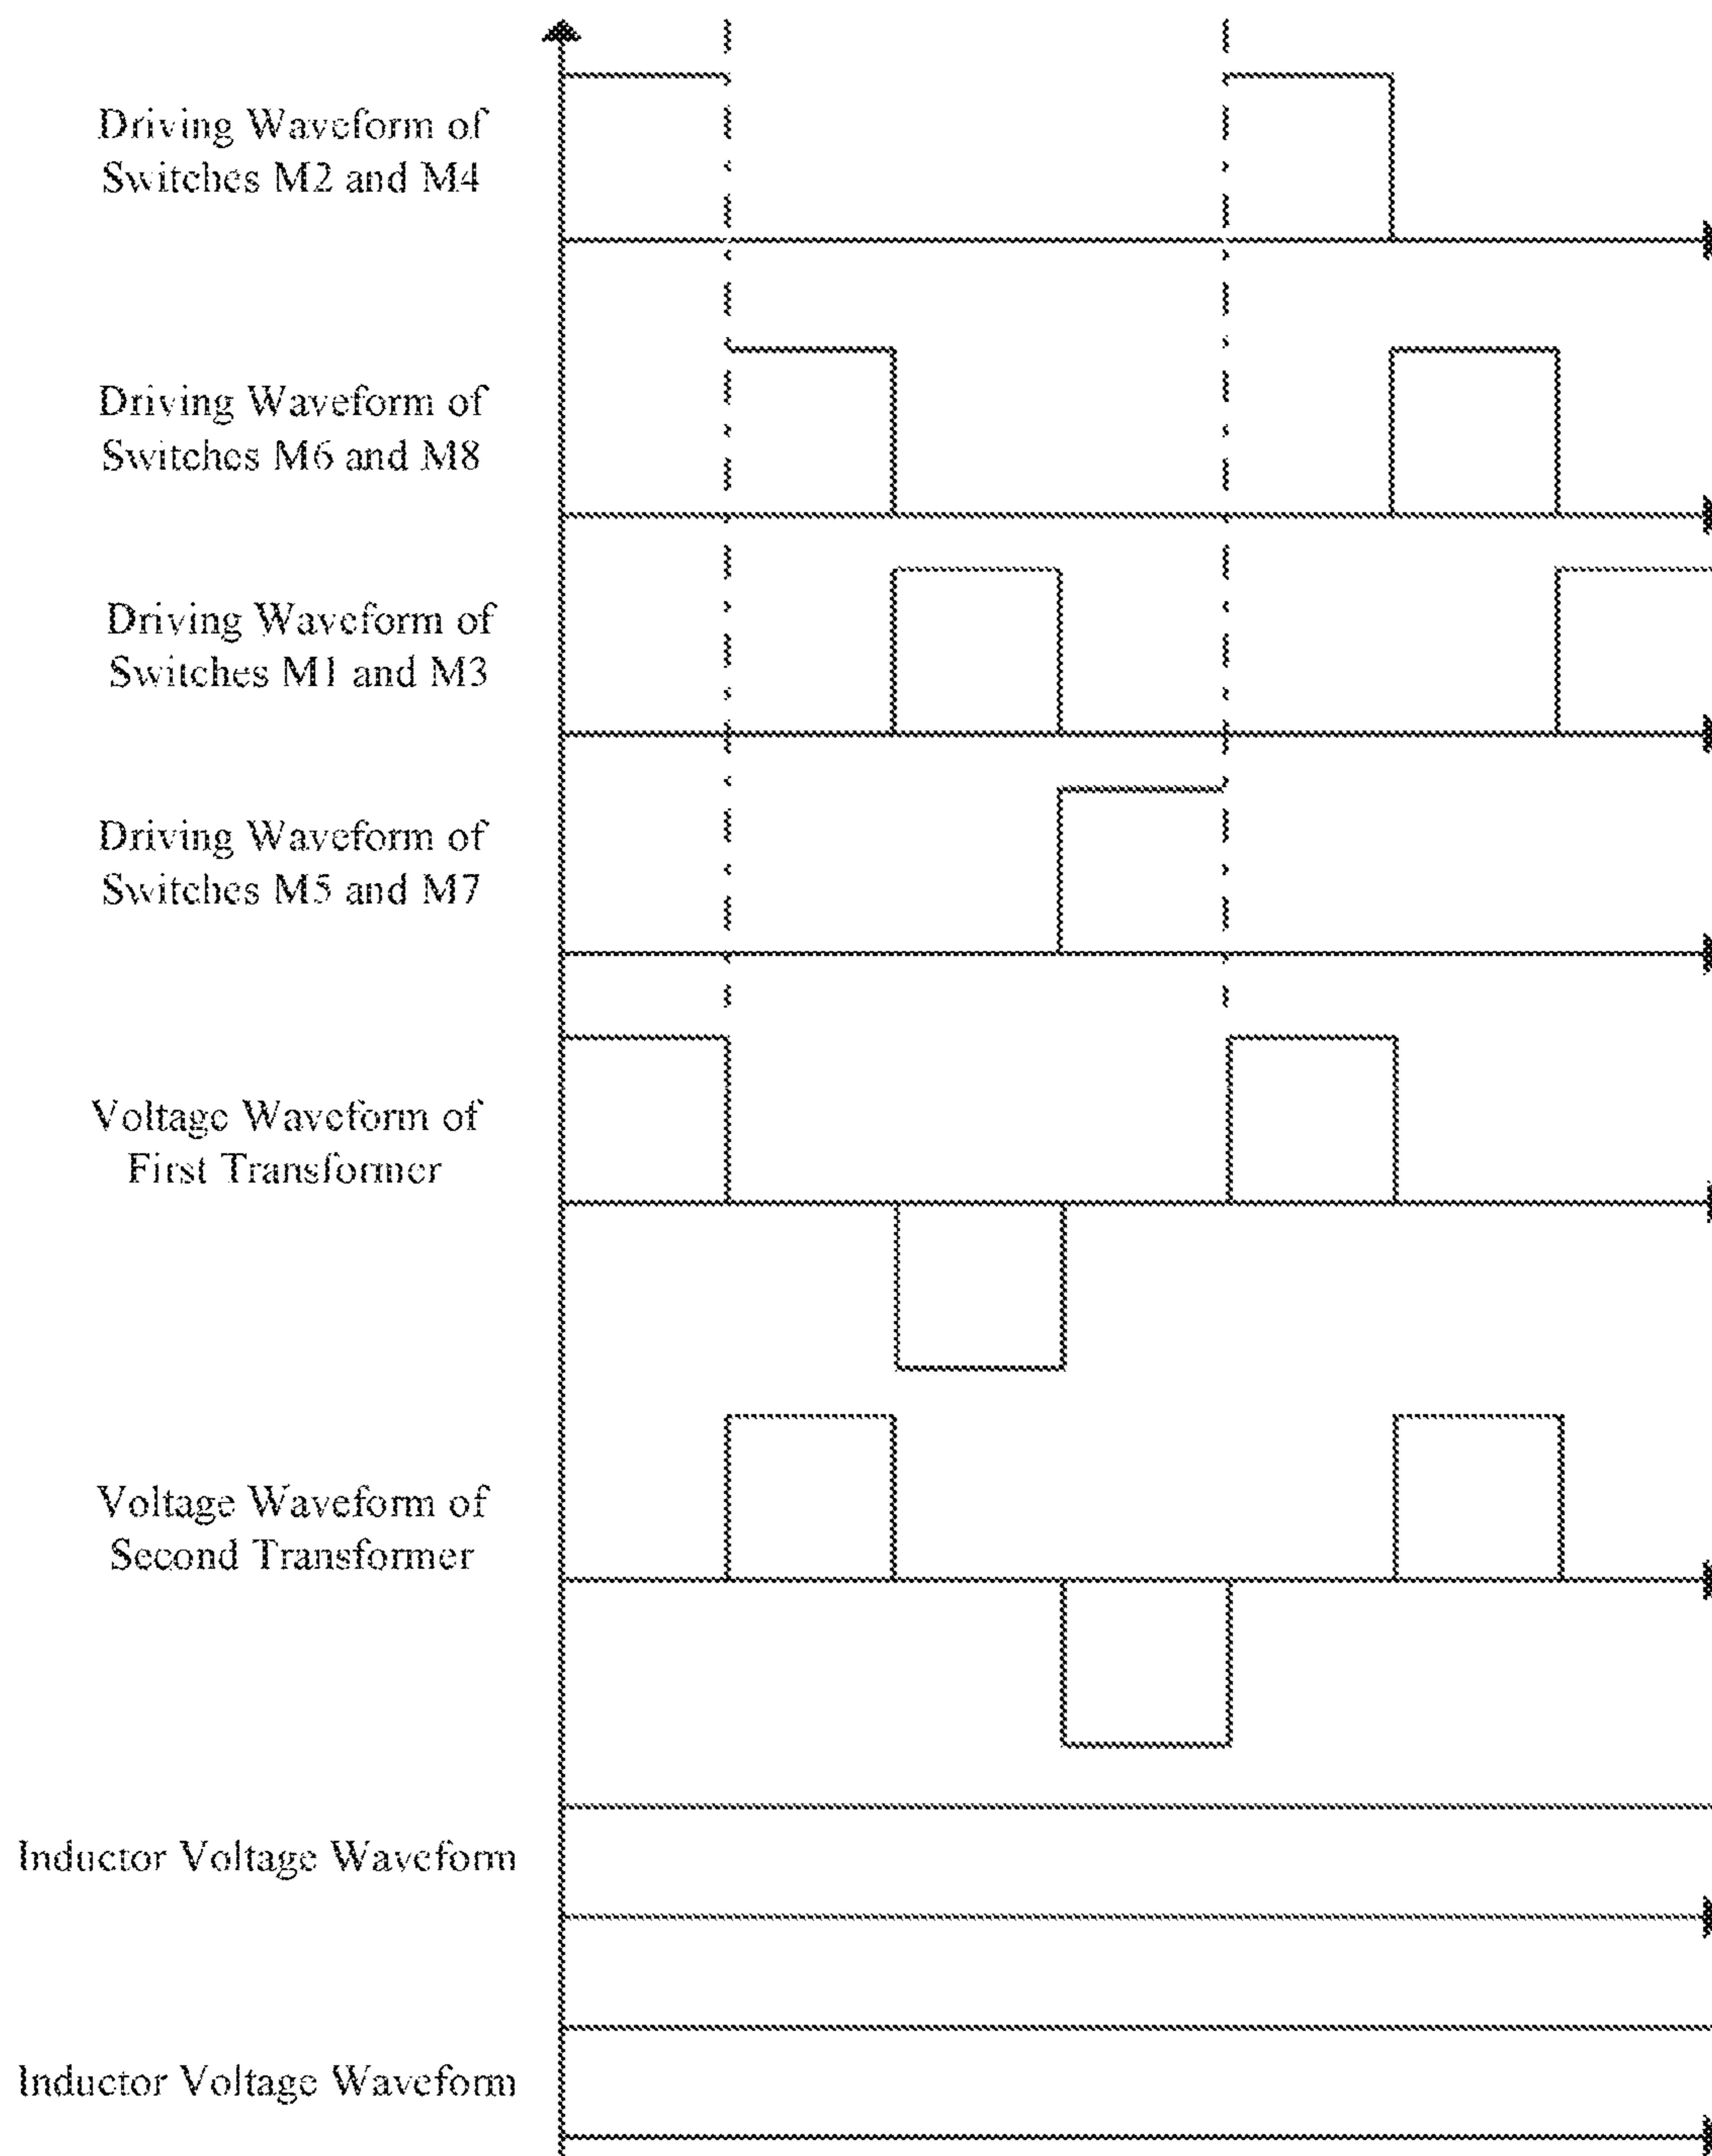 Driving Waveform of
Switches M2 and M4
Driving Waveform of
Switches M6 and M8
Driving Waveform of
Switches M1 and M3
Driving Waveform of
Switches M5 and M7
Voltage Waveform of
First Transformer
Voltage Waveform of
Second Transformer
Inductor Voltage Waveform
Inductor Voltage Waveform